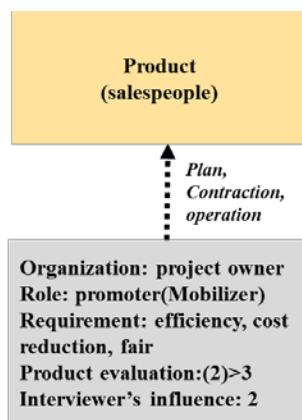 Product
(salespeople)
Plan,
Contraction,
operation
Organization: project owner
Role: promoter(Mobilizer)
Requirement: efficiency, cost
reduction, fair
Product evaluation:(2)>3
Interviewer's influence: 2